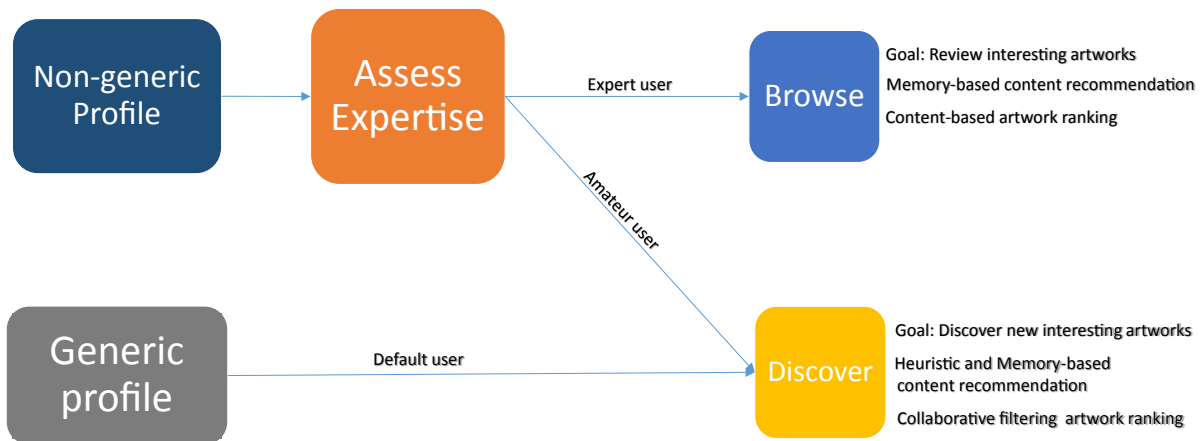 Non-generic
Profile
Assess
Expertise
Expert user
Browse
Goal: Review interesting artworks
Memory-based content recommendation
Content-based artwork ranking
Amateur user
Generic
profile
Default user
Discover
Goal: Discover new interesting artworks
Heuristic and Memory-based
content recommendation
Collaborative filtering artwork ranking